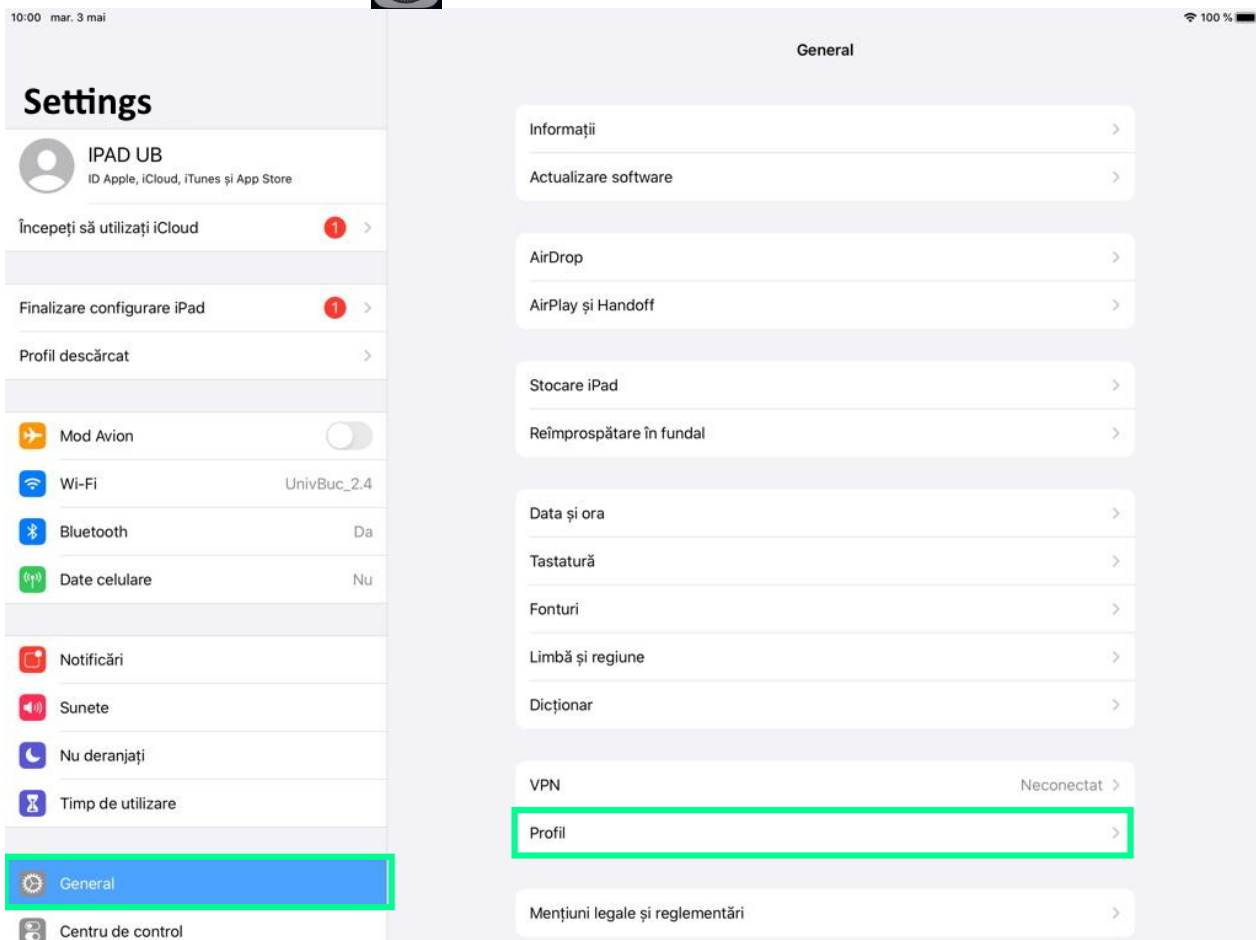 10:00 mar. 3 mai
100 %
Settings
IPAD UB
ID Apple, iCloud, iTunes și App Store
Începeți să utilizați iCloud
1
Finalizare configurare iPad
1
Profil descărcat
Mod Avion
Wi-Fi UnivBuc_2.4
Bluetooth Da
Date celulare Nu
Notificări
Sunete
Nu deranjați
Timp de utilizare
General
Centru de control
General
Informații
Actualizare software
AirDrop
AirPlay și Handoff
Stocare iPad
Reîmprospătare în fundal
Data și ora
Tastatură
Fonturi
Limbă și regiune
Dicționar
VPN Neconectat
Profil
Mențiuni legale și reglementări